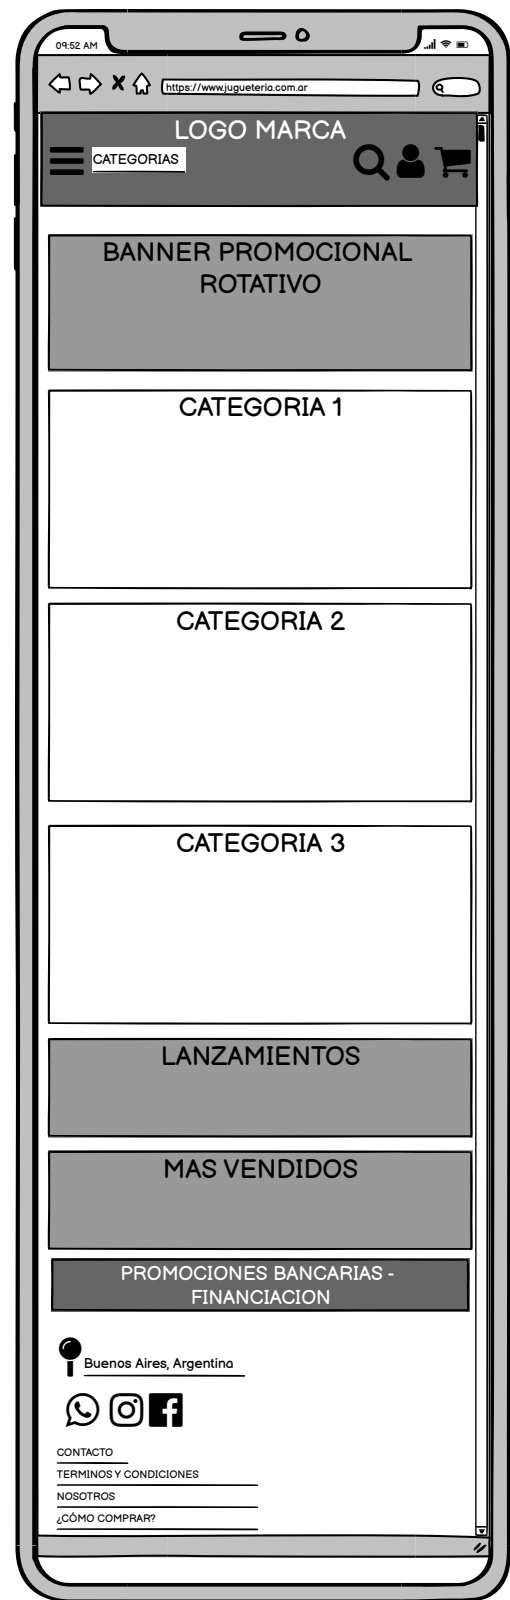 09:52 AM
https://www.jugueteria.com.ar
LOGO MARCA
CATEGORIAS
BANNER PROMOCIONAL
ROTATIVO
CATEGORIA 1
CATEGORIA 2
CATEGORIA 3
LANZAMIENTOS
MAS VENDIDOS
PROMOCIONES BANCARIAS -
FINANCIACION
Buenos Aires, Argentina
CONTACTO
TERMINOS Y CONDICIONES
NOSOTROS
¿CÓMO COMPRAR?